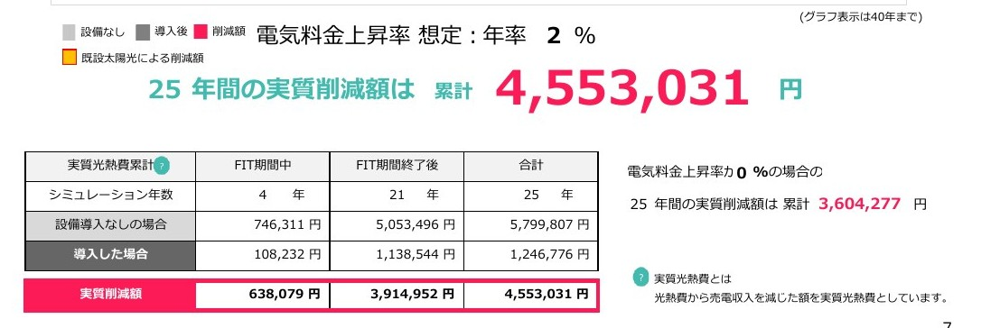 (グラフ表示は40年まで)
設備なし 導入後 削減額 電気料金上昇率 想定：年率 2 %
既設太陽光による削減額
25 年間の実質削減額は 累計 4,553,031 円
実質光熱費累計 ? FIT期間中 FIT期間終了後 合計
シミュレーション年数 4 年 21 年 25 年
設備導入なしの場合 746,311 円 5,053,496 円 5,799,807 円
導入した場合 108,232 円 1,138,544 円 1,246,776 円
実質削減額 638,079 円 3,914,952 円 4,553,031 円
電気料金上昇率が 0 %の場合の
25 年間の実質削減額は 累計 3,604,277 円
? 実質光熱費とは
光熱費から売電収入を減じた額を実質光熱費としています。